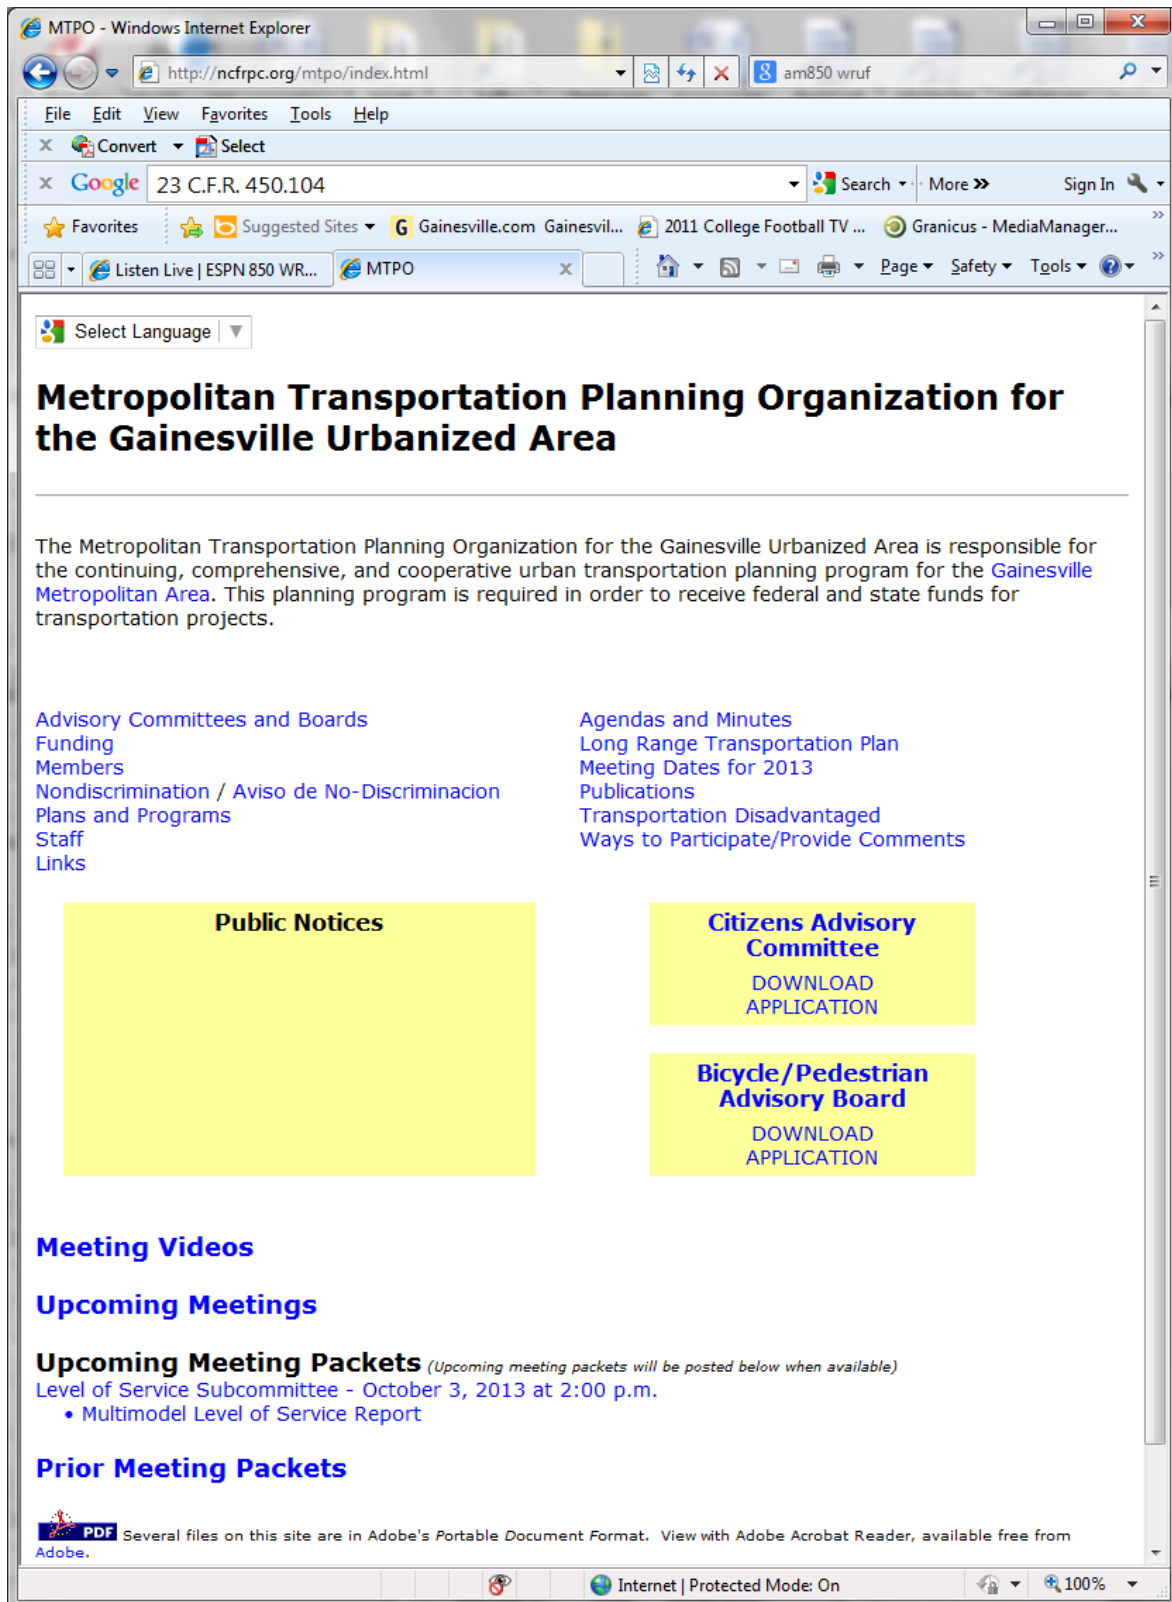 MTPO - Windows Internet Explorer
http://ncfrpc.org/mtpo/index.html
am850 wruf
File Edit View Favorites Tools Help
x Convert Select
x Google 23 C.F.R. 450.104 Search More » Sign In
Favorites Suggested Sites G Gainesville.com Gainesvil... 2011 College Football TV ... Granicus - MediaManager... »
Listen Live | ESPN 850 WR... MTPO x Page Safety Tools »
Select Language
Metropolitan Transportation Planning Organization for
the Gainesville Urbanized Area
The Metropolitan Transportation Planning Organization for the Gainesville Urbanized Area is responsible for
the continuing, comprehensive, and cooperative urban transportation planning program for the Gainesville
Metropolitan Area. This planning program is required in order to receive federal and state funds for
transportation projects.
Advisory Committees and Boards
Funding
Members
Nondiscrimination / Aviso de No-Discriminacion
Plans and Programs
Staff
Links
Agendas and Minutes
Long Range Transportation Plan
Meeting Dates for 2013
Publications
Transportation Disadvantaged
Ways to Participate/Provide Comments
Public Notices
Citizens Advisory
Committee
DOWNLOAD
APPLICATION
Bicycle/Pedestrian
Advisory Board
DOWNLOAD
APPLICATION
Meeting Videos
Upcoming Meetings
Upcoming Meeting Packets (Upcoming meeting packets will be posted below when available)
Level of Service Subcommittee - October 3, 2013 at 2:00 p.m.
• Multimodel Level of Service Report
Prior Meeting Packets
PDF Several files on this site are in Adobe's Portable Document Format. View with Adobe Acrobat Reader, available free from
Adobe.
Internet | Protected Mode: On 100%